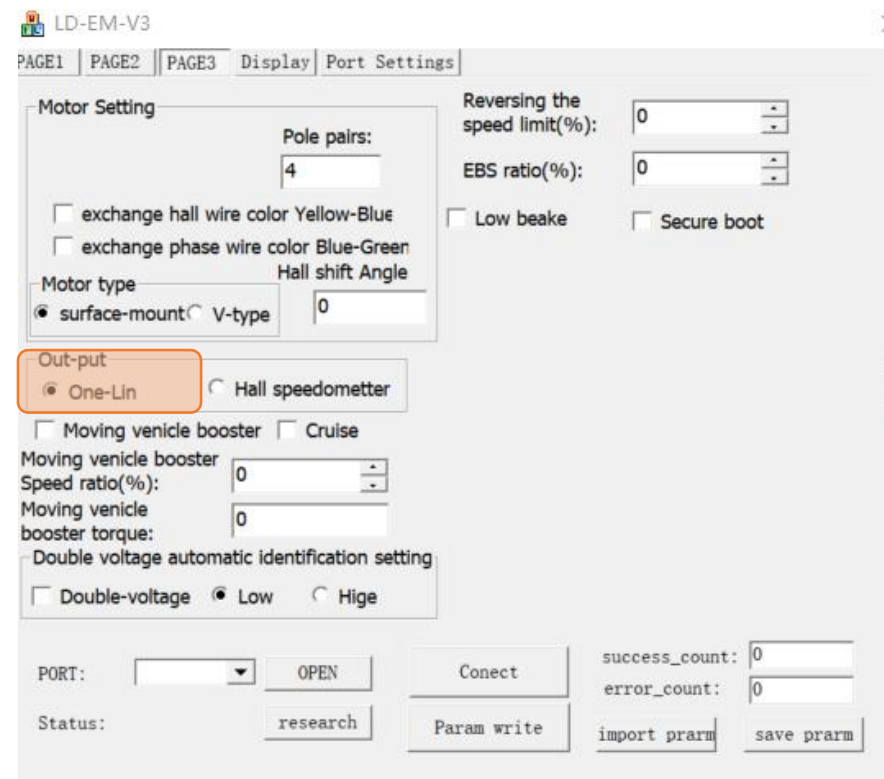 LD-EM-V3
PAGE1 PAGE2 PAGE3 Display Port Settings
Motor Setting
Pole pairs:
4
exchange hall wire color Yellow-Blue
exchange phase wire color Blue-Green
Hall shift Angle
Motor type
surface-mount V-type
0
Reversing the
speed limit(%):
0
EBS ratio(%):
0
Low beake Secure boot
Out-put
One-Lin Hall speedometter
Moving venicle booster Cruise
Moving venicle booster
Speed ratio(%):
0
Moving venicle
booster torque:
0
Double voltage automatic identification setting
Double-voltage Low Hige
PORT: OPEN Conect success_count: 0
error_count: 0
Status: research Param write import prarm save prarm